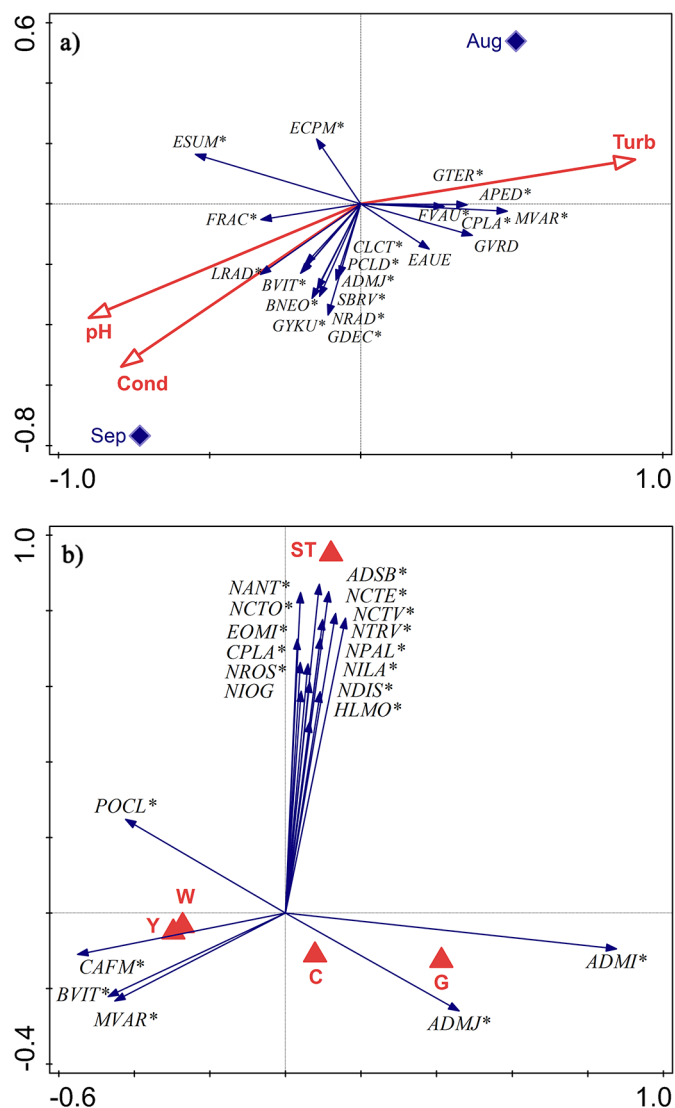 0.6
a)
Aug
ECPM*
ESUM*
Turb
GTER*
APED*
FRAC*
FVAU*
CPLA*
MVAR*
GVRD
CLCT*
EAUE
LRAD*
PCLD*
BVIT*
ADMJ*
BNEO*
SBRV*
GYKU*
NRAD*
GDEC*
pH
Cond
Sep
-0.8
-1.0
1.0
1.0
b)
ST
ADSB*
NANT*
NCTE*
NCTO*
NCTV*
EOMI*
NTRV*
CPLA*
NPAL*
NROS*
NILA*
NIOG
NDIS*
HLMO*
POCL*
W
Y
CAFM*
C
G
ADMI*
BVIT*
MVAR*
ADMJ*
-0.4
-0.6
1.0